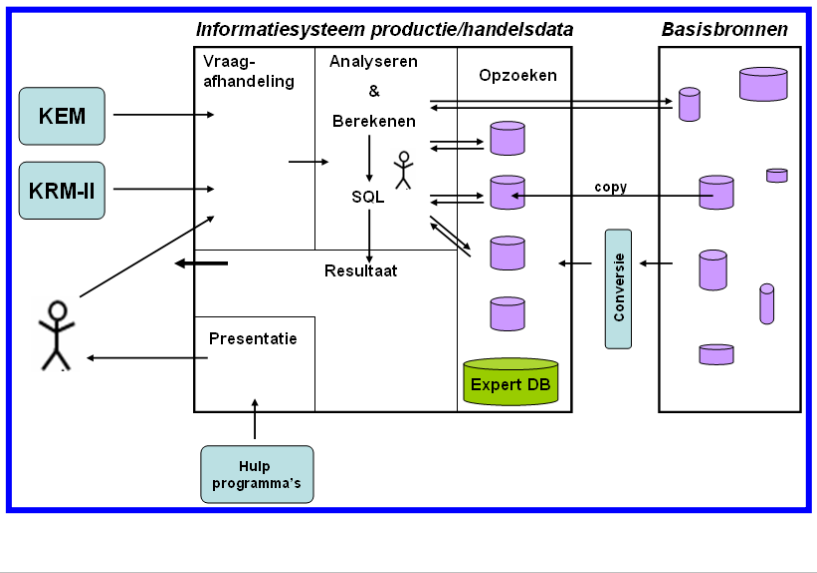 Informatiesysteem productie/handelsdata
Basisbronnen
Vraag-
afhandeling
Analyseren
&
Berekenen
SQL
Opzoeken
KEM
KRM-II
copy
Conversie
Resultaat
Presentatie
Expert DB
Hulp
programma's